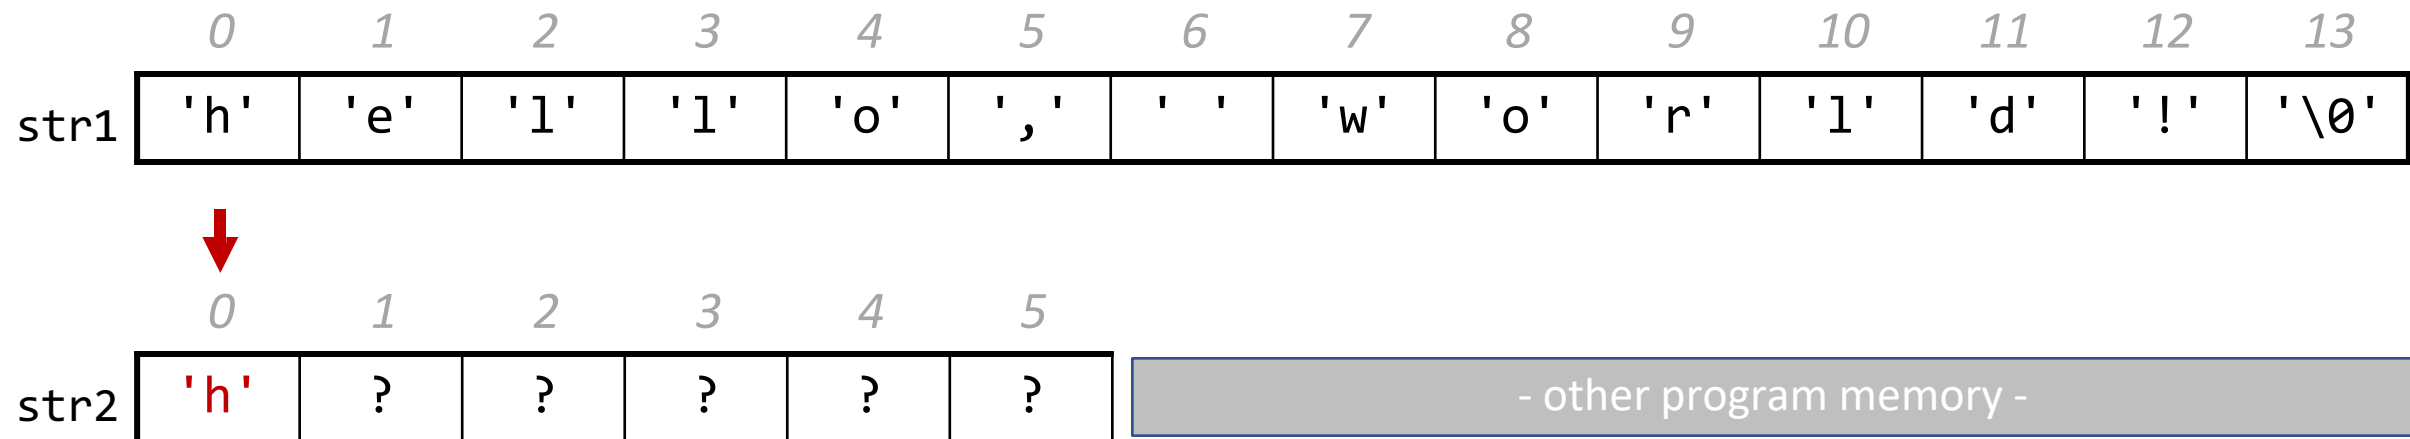 0 1 2 3 4 5 6 7 8 9 10 11 12 13
str1 'h' 'e' 'l' 'l' 'o' ',' ' ' 'w' 'o' 'r' 'l' 'd' '!' '\0'
0 1 2 3 4 5
str2 'h' ? ? ? ? ? - other program memory -